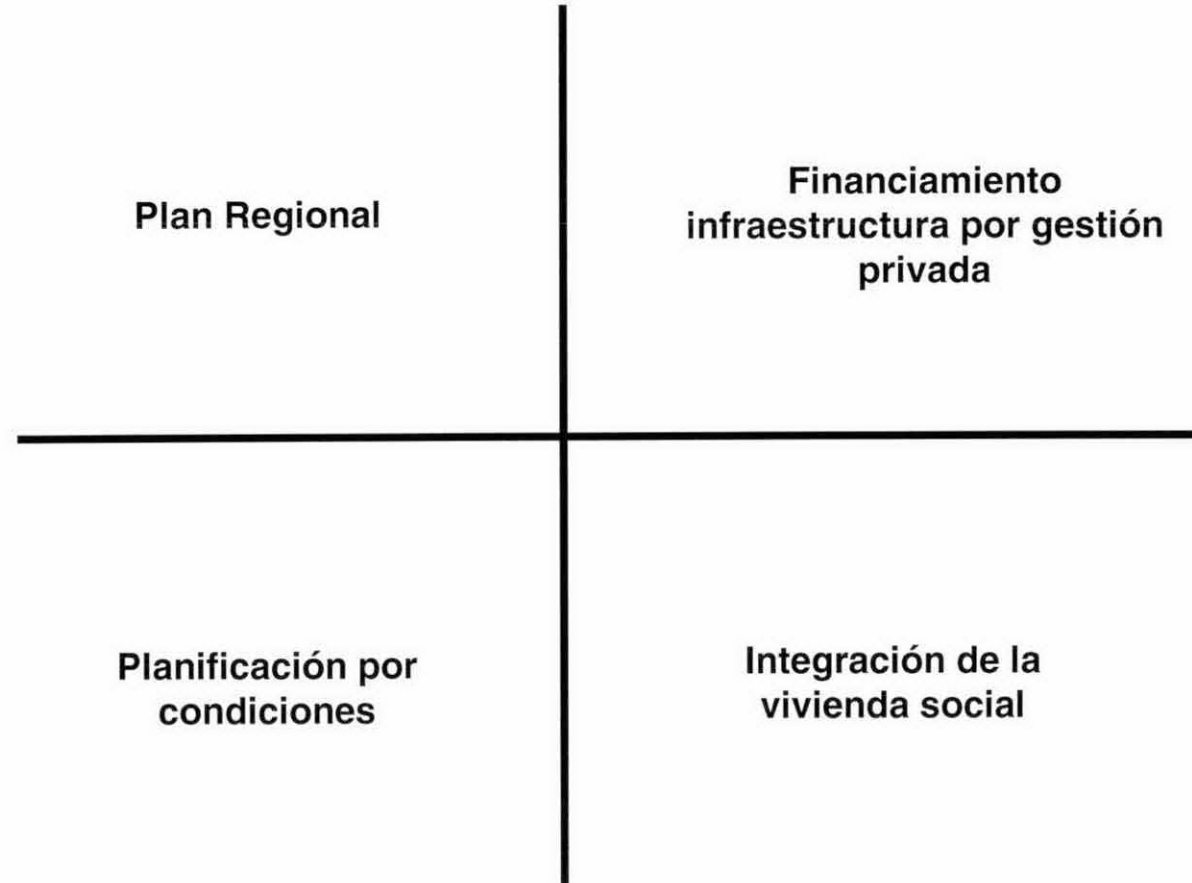 Plan Regional
Financiamiento
infraestructura por gestión
privada
Planificación por
condiciones
Integración de la
vivienda social